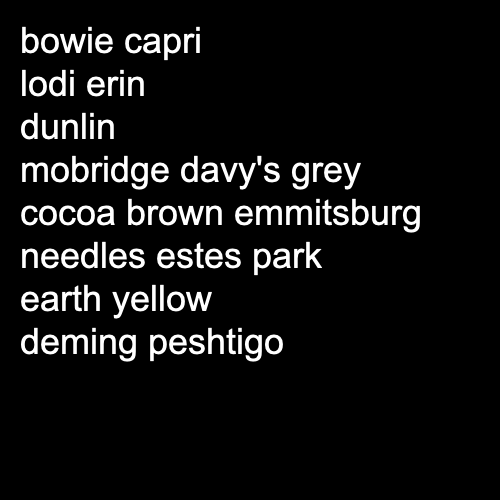 bowie capri
lodi erin
dunlin
mobridge davy's grey
cocoa brown emmitsburg
needles estes park
earth yellow
deming peshtigo